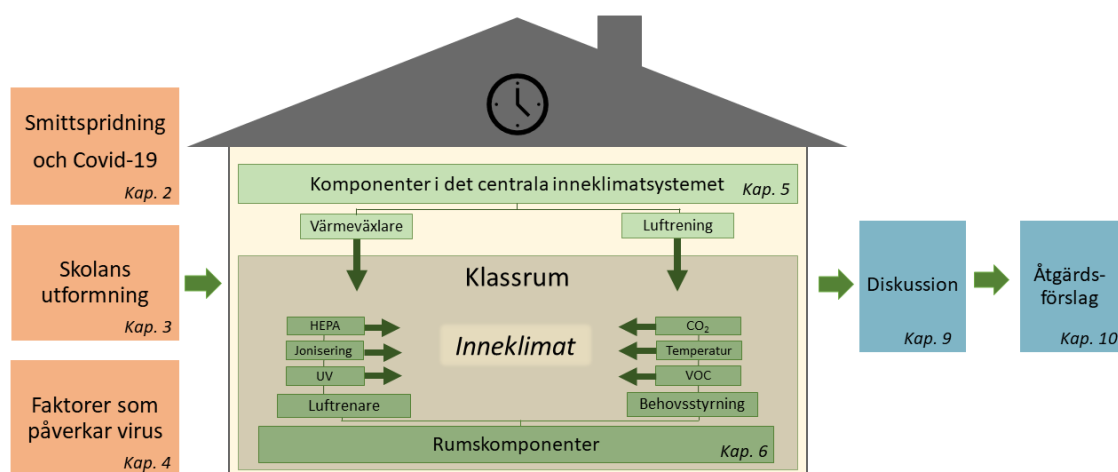 Smittspridning
och Covid-19
Kap. 2
Skolans
utformning
Kap. 3
Faktorer som
påverkar virus
Kap. 4
Komponenter i det centrala inneklimatsystemet
Kap. 5
Värmeväxlare
Luftrening
Klassrum
HEPA
Jonisering
UV
Luftrenare
Inneklimat
CO₂
Temperatur
VOC
Behovsstyrning
Rumskomponenter
Kap. 6
Diskussion
Kap. 9
Åtgärds-
förslag
Kap. 10